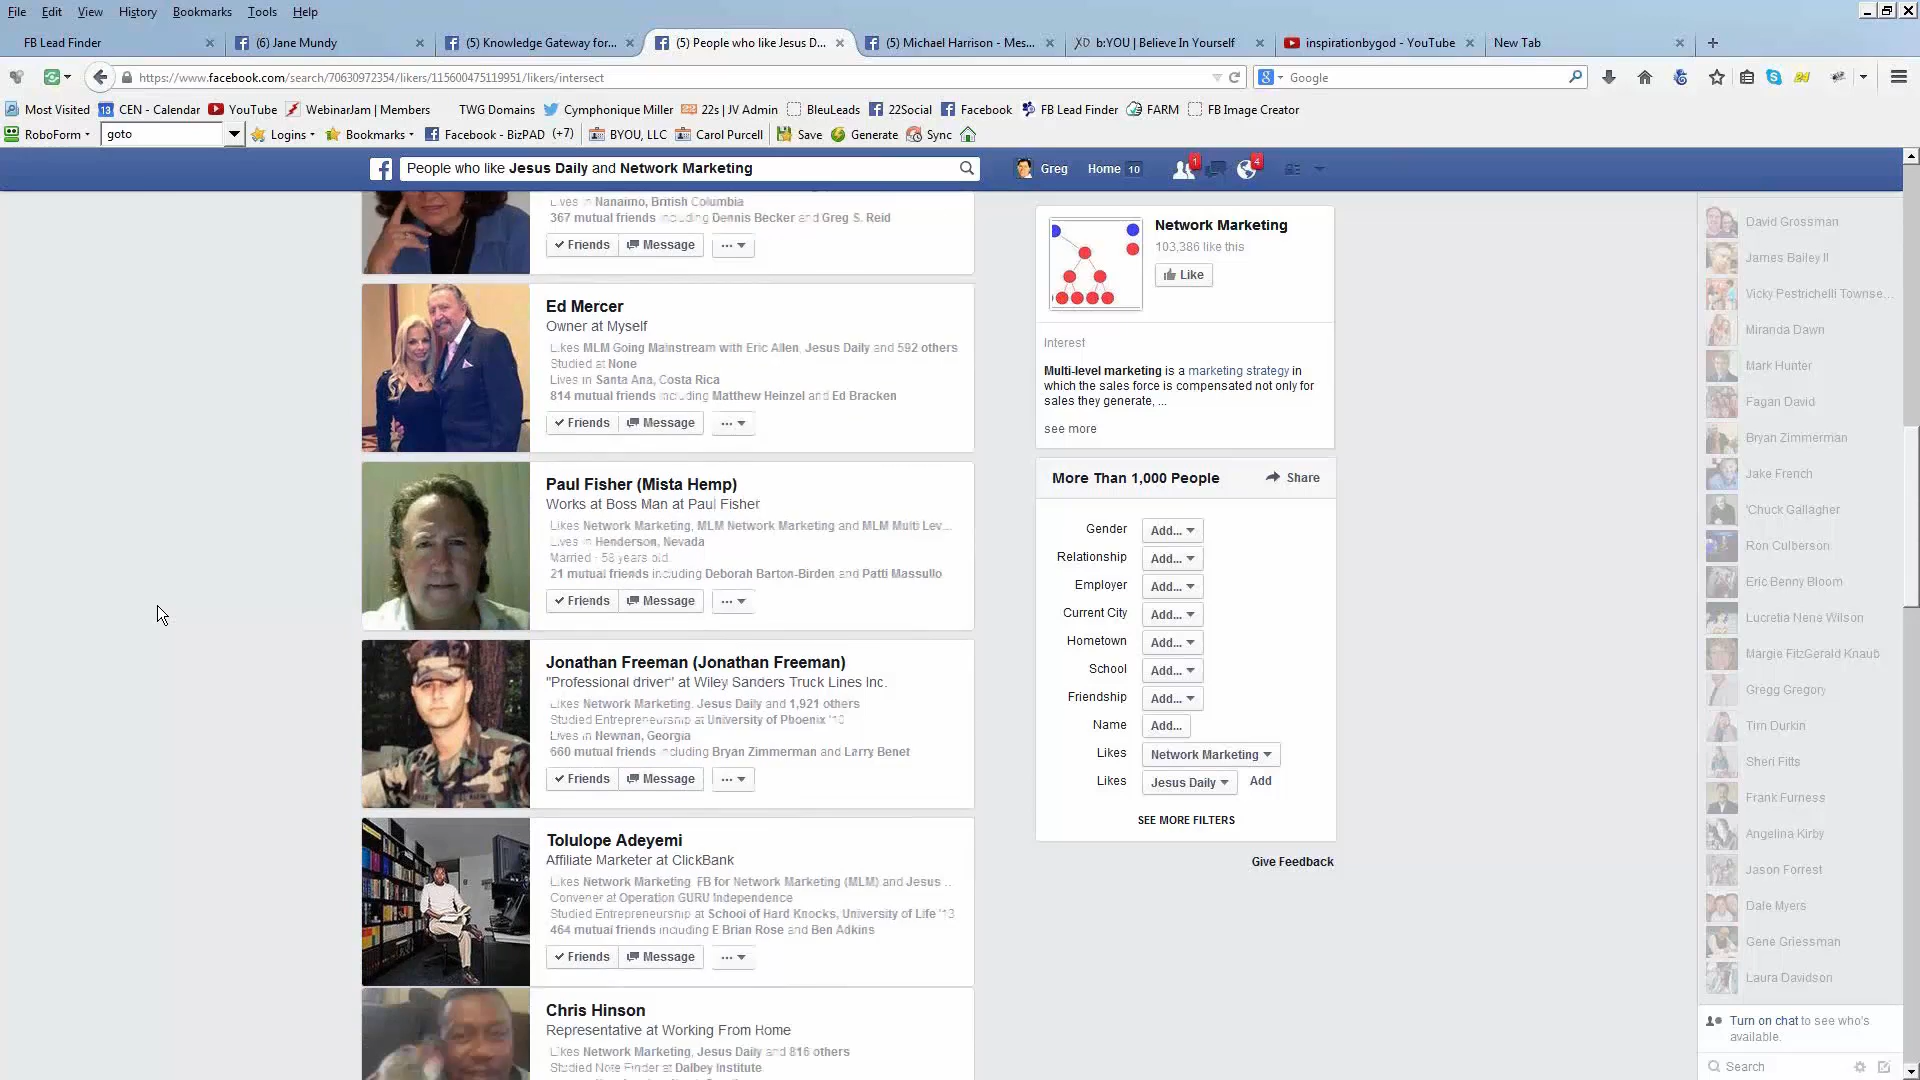 File Edit View History Bookmarks Tools Help
FB Lead Finder
(6) Jane Mundy
(5) Knowledge Gateway for...
(5) People who like Jesus D...
(5) Michael Harrison - Mes...
b:YOU | Believe In Yourself
inspirationbygod - YouTube
New Tab
https://www.facebook.com/search/70630972354/likers/115600475119951/likers/intersect
Google
Most Visited 13 CEN - Calendar YouTube WebinarJam | Members TWG Domains Cymphonique Miller 22s | JV Admin BleuLeads 22Social Facebook FB Lead Finder FARM FB Image Creator
RoboForm goto Logins Bookmarks Facebook - BizPAD (+7) BYOU, LLC Carol Purcell Save Generate Sync
People who like Jesus Daily and Network Marketing
Greg Home 10 1 4
Lives in Nanaimo, British Columbia
367 mutual friends including Dennis Becker and Greg S. Reid
Friends Message ...
Ed Mercer
Owner at Myself
Likes MLM Going Mainstream with Eric Allen, Jesus Daily and 592 others
Studied at None
Lives in Santa Ana, Costa Rica
814 mutual friends including Matthew Heinzel and Ed Bracken
Friends Message ...
Paul Fisher (Mista Hemp)
Works at Boss Man at Paul Fisher
Likes Network Marketing, MLM Network Marketing and MLM Multi Lev...
Lives in Henderson, Nevada
Married · 58 years old
21 mutual friends including Deborah Barton-Birden and Patti Massullo
Friends Message ...
Jonathan Freeman (Jonathan Freeman)
"Professional driver" at Wiley Sanders Truck Lines Inc.
Likes Network Marketing, Jesus Daily and 1,921 others
Studied Entrepreneurship at University of Phoenix
Lives in Newnan, Georgia
660 mutual friends including Bryan Zimmerman and Larry Benet
Friends Message ...
Tolulope Adeyemi
Affiliate Marketer at ClickBank
Likes Network Marketing, FB for Network Marketing (MLM) and Jesus ...
Convener at Operation GURU Independence
Studied Entrepreneurship at School of Hard Knocks, University of Life '13
464 mutual friends including E Brian Rose and Ben Adkins
Friends Message ...
Chris Hinson
Representative at Working From Home
Likes Network Marketing, Jesus Daily and 816 others
Studied Note Finder at Dalbey Institute
Network Marketing
103,386 like this
Like
Interest
Multi-level marketing is a marketing strategy in
which the sales force is compensated not only for
sales they generate, ...
see more
More Than 1,000 People Share
Gender Add...
Relationship Add...
Employer Add...
Current City Add...
Hometown Add...
School Add...
Friendship Add...
Name Add...
Likes Network Marketing
Likes Jesus Daily Add
SEE MORE FILTERS
Give Feedback
David Grossman
James Bailey II
Vicky Pestrichelli Townse...
Miranda Dawn
Mark Hunter
Fagan David
Bryan Zimmerman
Jake French
'Chuck Gallagher
Ron Culberson
Eric Benny Bloom
Lucretia Nene Wilson
Margie FitzGerald Knaub
Gregg Gregory
Tim Durkin
Sheri Fitts
Frank Furness
Angelina Kirby
Jason Forrest
Dale Myers
Gene Griessman
Laura Davidson
Turn on chat to see who's
available.
Search